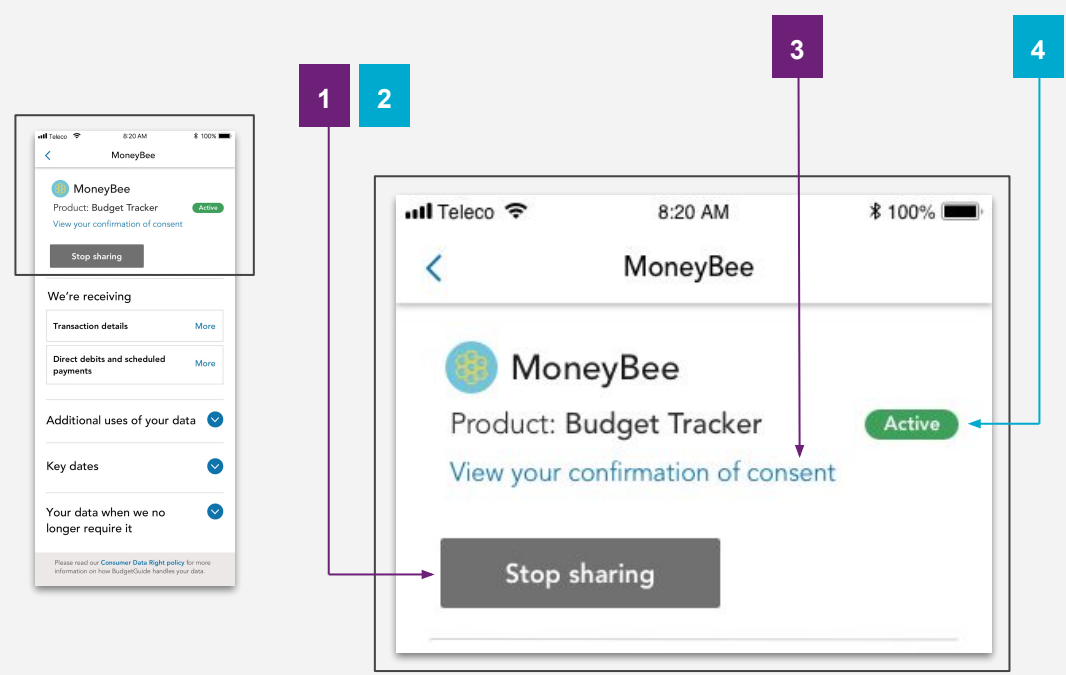 1
2
3
4
Teleco 8:20 AM 100%
MoneyBee
MoneyBee
Product: Budget Tracker Active
View your confirmation of consent
Stop sharing
We're receiving
Transaction details More
Direct debits and scheduled
payments More
Additional uses of your data
Key dates
Your data when we no
longer require it
Please read our Consumer Data Right policy for more
information on how BudgetGuide handles your data.
Teleco 8:20 AM 100%
MoneyBee
MoneyBee
Product: Budget Tracker Active
View your confirmation of consent
Stop sharing